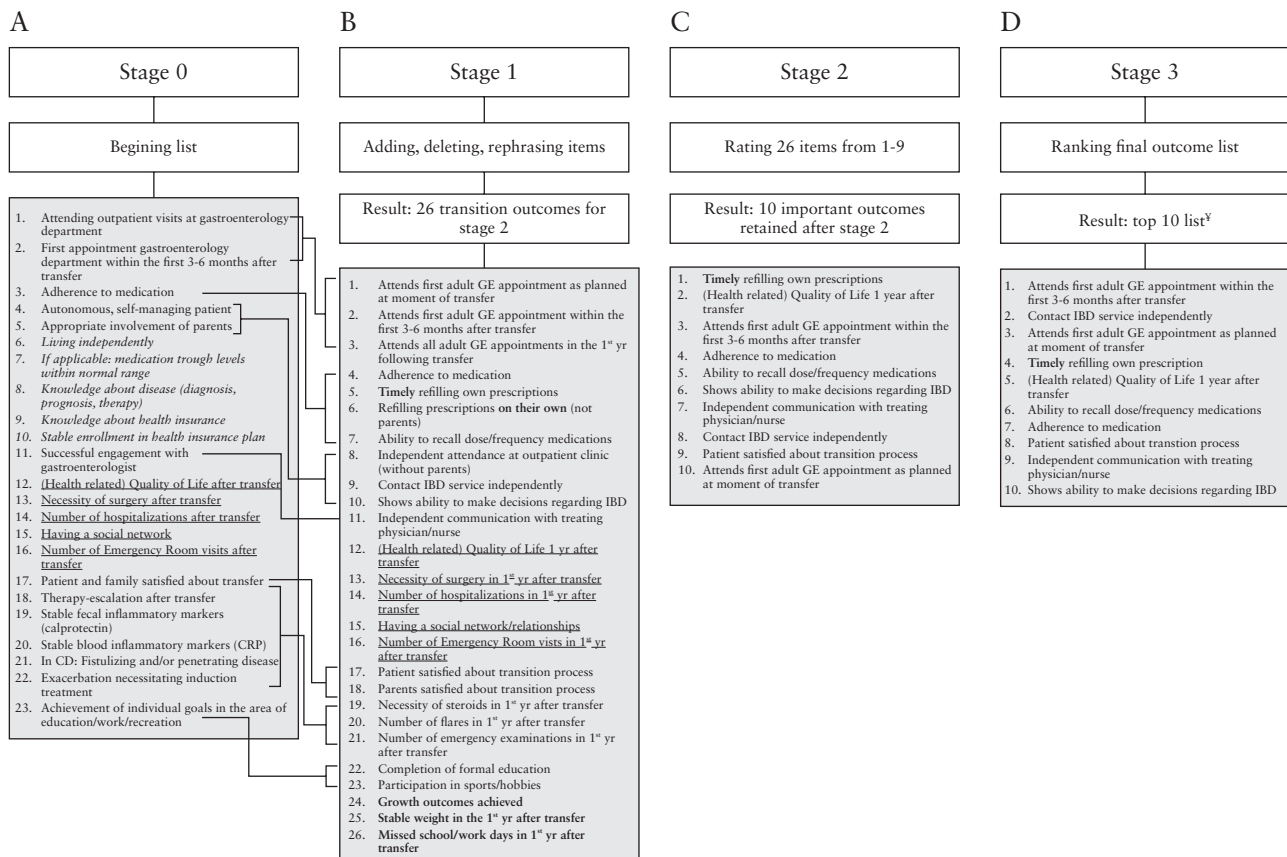 A
Stage 0
Begining list
1. Attending outpatient visits at gastroenterology
department
2. First appointment gastroenterology
department within the first 3-6 months after
transfer
3. Adherence to medication
4. Autonomous, self-managing patient
5. Appropriate involvement of parents
6. Living independently
7. If applicable: medication trough levels
within normal range
8. Knowledge about disease (diagnosis,
prognosis, therapy)
9. Knowledge about health insurance
10. Stable enrollment in health insurance plan
11. Successful engagement with
gastroenterologist
12. (Health related) Quality of Life after transfer
13. Necessity of surgery after transfer
14. Number of hospitalizations after transfer
15. Having a social network
16. Number of Emergency Room visits after
transfer
17. Patient and family satisfied about transfer
18. Therapy-escalation after transfer
19. Stable fecal inflammatory markers
(calprotectin)
20. Stable blood inflammatory markers (CRP)
21. In CD: Fistulizing and/or penetrating disease
22. Exacerbation necessitating induction
treatment
23. Achievement of individual goals in the area of
education/work/recreation
B
Stage 1
Adding, deleting, rephrasing items
Result: 26 transition outcomes for
stage 2
1. Attends first adult GE appointment as planned
at moment of transfer
2. Attends first adult GE appointment within the
first 3-6 months after transfer
3. Attends all adult GE appointments in the 1st yr
following transfer
4. Adherence to medication
5. Timely refilling own prescriptions
6. Refilling prescriptions on their own (not
parents)
7. Ability to recall dose/frequency medications
8. Independent attendance at outpatient clinic
(without parents)
9. Contact IBD service independently
10. Shows ability to make decisions regarding IBD
11. Independent communication with treating
physician/nurse
12. (Health related) Quality of Life 1 yr after
transfer
13. Necessity of surgery in 1st yr after transfer
14. Number of hospitalizations in 1st yr after
transfer
15. Having a social network/relationships
16. Number of Emergency Room vists in 1st yr
after transfer
17. Patient satisfied about transition process
18. Parents satisfied about transition process
19. Necessity of steroids in 1st yr after transfer
20. Number of flares in 1st yr after transfer
21. Number of emergency examinations in 1st yr
after transfer
22. Completion of formal education
23. Participation in sports/hobbies
24. Growth outcomes achieved
25. Stable weight in the 1st yr after transfer
26. Missed school/work days in 1st yr after
transfer
C
Stage 2
Rating 26 items from 1-9
Result: 10 important outcomes
retained after stage 2
1. Timely refilling own prescriptions
2. (Health related) Quality of Life 1 year after
transfer
3. Attends first adult GE appointment within the
first 3-6 months after transfer
4. Adherence to medication
5. Ability to recall dose/frequency medications
6. Shows ability to make decisions regarding IBD
7. Independent communication with treating
physician/nurse
8. Contact IBD service independently
9. Patient satisfied about transition process
10. Attends first adult GE appointment as planned
at moment of transfer
D
Stage 3
Ranking final outcome list
Result: top 10 list¥
1. Attends first adult GE appointment within the
first 3-6 months after transfer
2. Contact IBD service independently
3. Attends first adult GE appointment as planned
at moment of transfer
4. Timely refilling own prescription
5. (Health related) Quality of Life 1 year after
transfer
6. Ability to recall dose/frequency medications
7. Adherence to medication
8. Patient satisfied about transtion process
9. Independent communication with treating
physician/nurse
10. Shows ability to make decisions regarding IBD